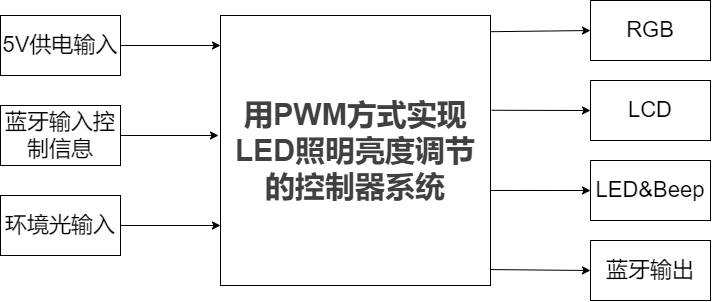 5V供电输入
蓝牙输入控
制信息
环境光输入
用PWM方式实现
LED照明亮度调节
的控制器系统
RGB
LCD
LED&Beep
蓝牙输出